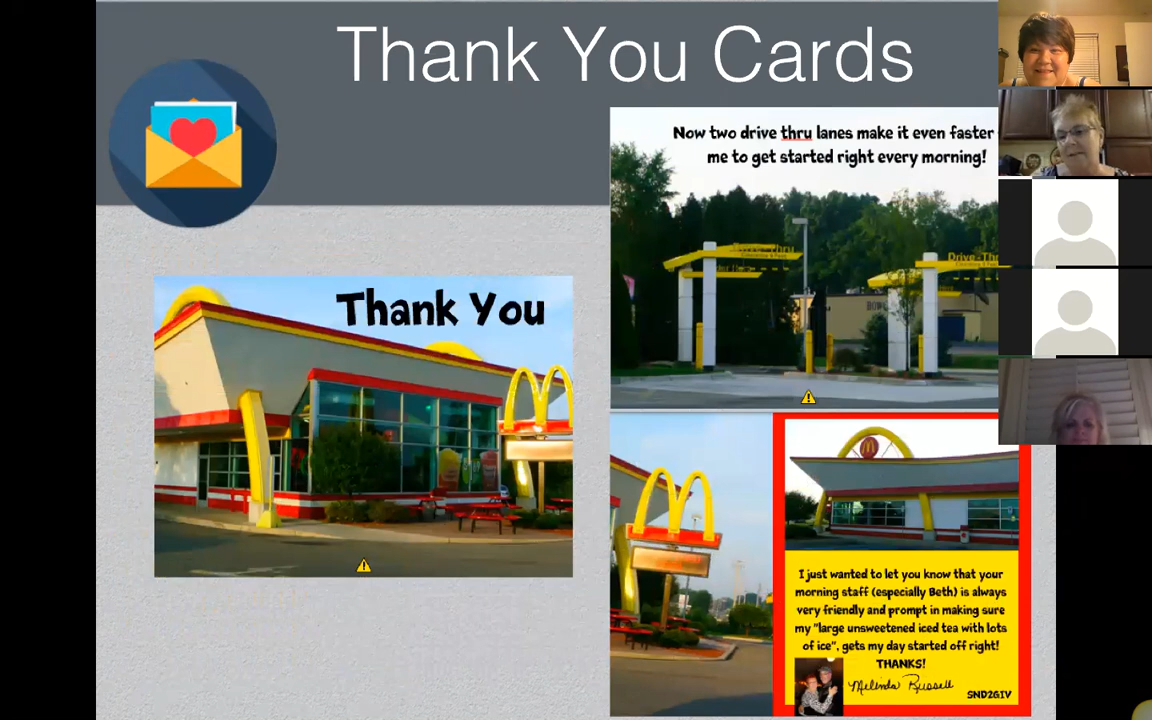 Thank You Cards
Now two drive thru lanes make it even faster
me to get started right every morning!
Drive-Thru
Thank You
I just wanted to let you know that your
morning staff (especially Beth) is always
very friendly and prompt in making sure
my "large unsweetened iced tea with lots
of ice", gets my day started off right!
THANKS!
Melinda Russell
SND2GIV